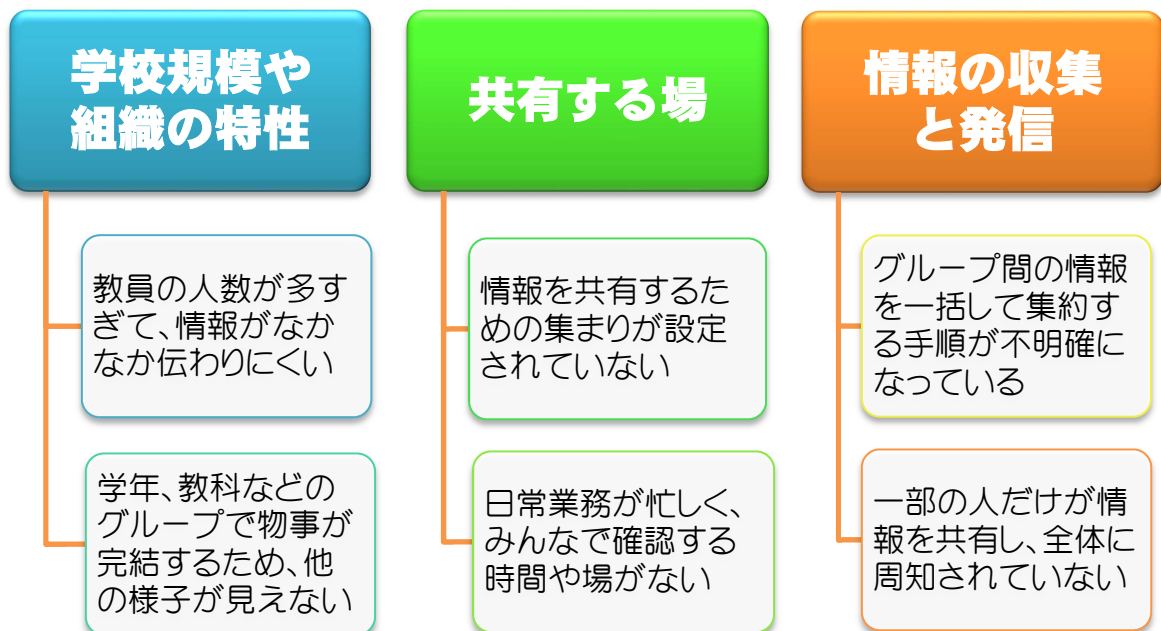 学校規模や
組織の特性
教員の人数が多す
ぎて、情報がなか
なか伝わりにくい
学年、教科などの
グループで物事が
完結するため、他
の様子が見えない
共有する場
情報を共有するた
めの集まりが設定
されていない
日常業務が忙しく、
みんなで確認する
時間や場がない
情報の収集
と発信
グループ間の情報
を一括して集約す
る手順が不明確に
なっている
一部の人だけが情
報を共有し、全体に
周知されていない